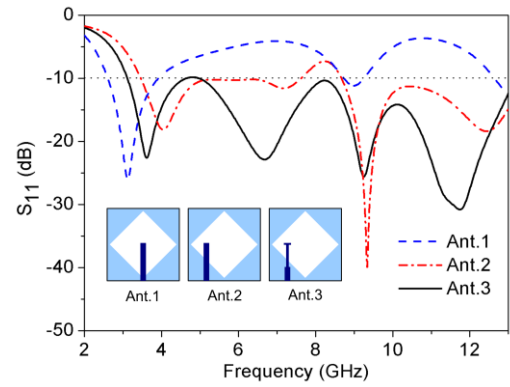 0
-10
-20
-30
-40
-50
S11 (dB)
Ant.1
Ant.2
Ant.3
Ant.1
Ant.2
Ant.3
2
4
6
8
10
12
Frequency (GHz)